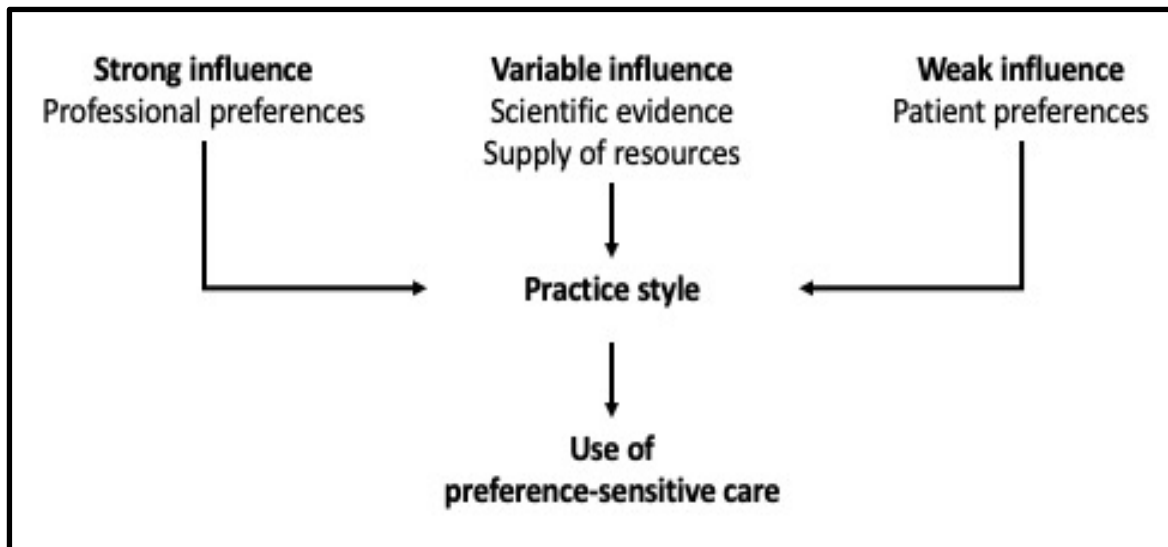 Strong influence
Professional preferences
Variable influence
Scientific evidence
Supply of resources
Weak influence
Patient preferences
Practice style
Use of
preference-sensitive care